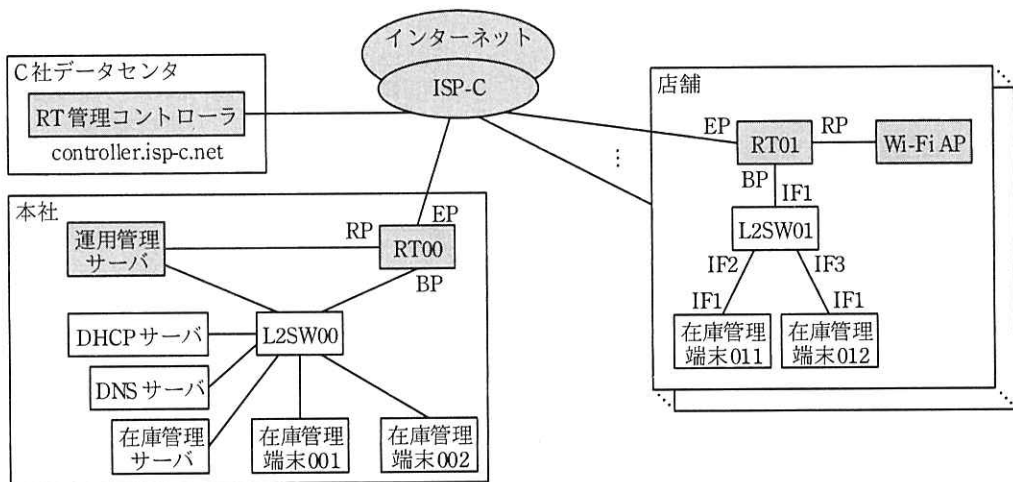 インターネット
ISP-C
C社データセンタ
RT管理コントローラ
controller.isp-c.net
本社
運用管理
サーバ
RP
EP
RT00
BP
DHCPサーバ
L2SW00
DNSサーバ
在庫管理
サーバ
在庫管理
端末001
在庫管理
端末002
店舗
EP
RT01
RP
Wi-Fi AP
BP
IF1
L2SW01
IF2
IF3
IF1
IF1
在庫管理
端末011
在庫管理
端末012